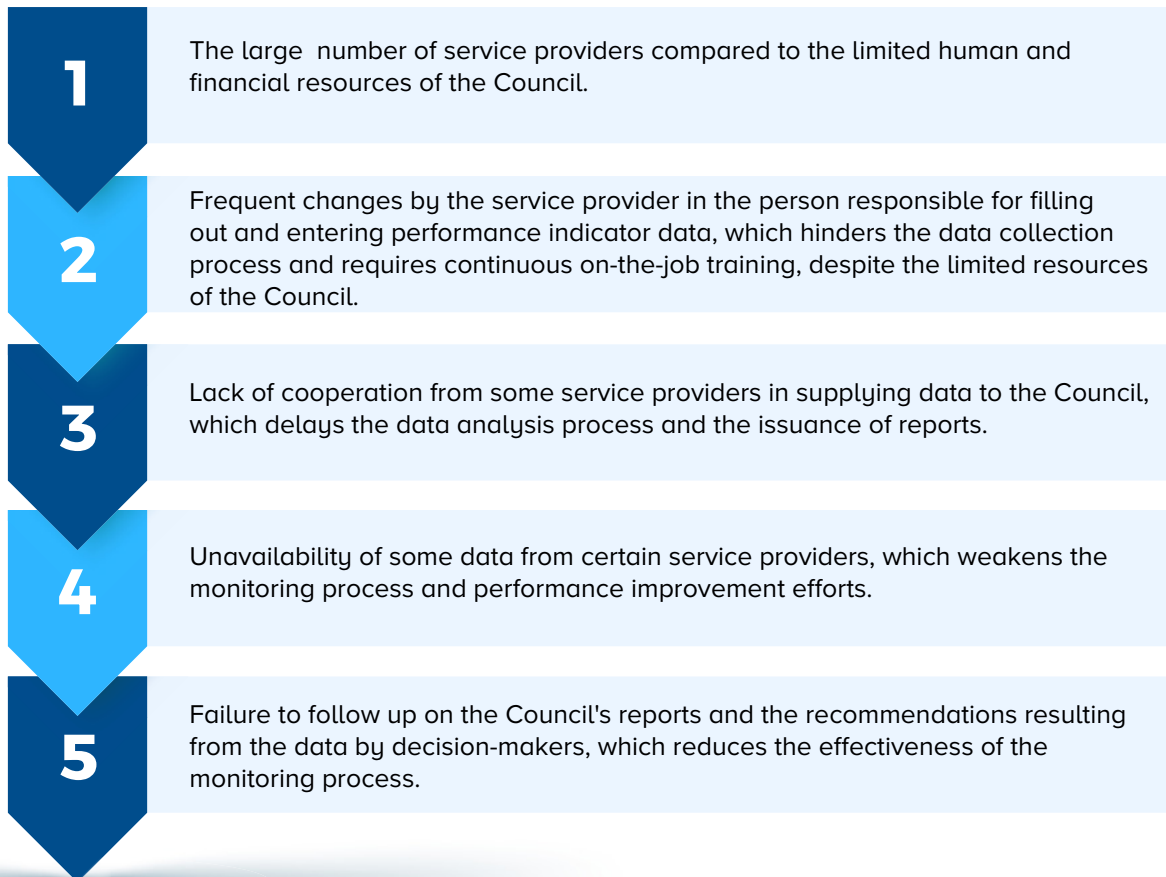 1
The large  number of service providers compared to the limited human and
financial resources of the Council.
2
Frequent changes by the service provider in the person responsible for filling
out and entering performance indicator data, which hinders the data collection
process and requires continuous on-the-job training, despite the limited resources
of the Council.
3
Lack of cooperation from some service providers in supplying data to the Council,
which delays the data analysis process and the issuance of reports.
4
Unavailability of some data from certain service providers, which weakens the
monitoring process and performance improvement efforts.
5
Failure to follow up on the Council's reports and the recommendations resulting
from the data by decision-makers, which reduces the effectiveness of the
monitoring process.